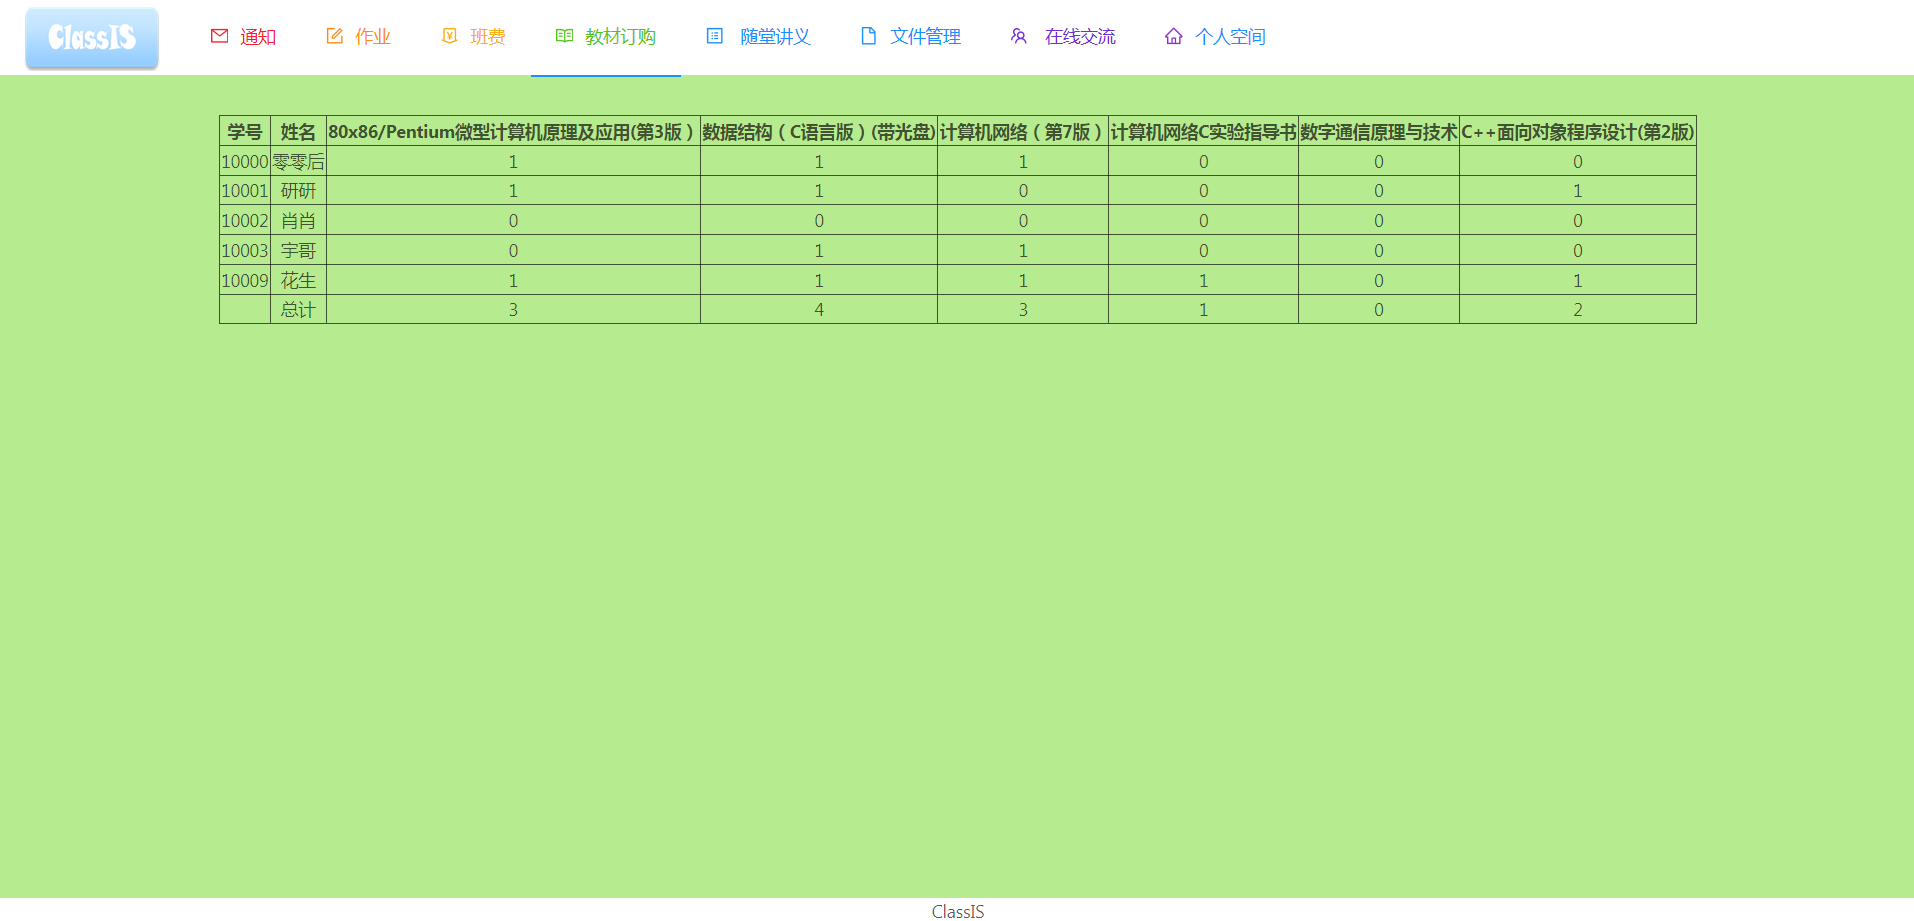 ClassIS 通知 作业 班费 教材订购 随堂讲义 文件管理 在线交流 个人空间
学号 姓名 80x86/Pentium微型计算机原理及应用(第3版） 数据结构（C语言版）(带光盘) 计算机网络（第7版） 计算机网络C实验指导书 数字通信原理与技术 C++面向对象程序设计(第2版)
10000 零零后 1 1 1 0 0 0
10001 研研 1 1 0 0 0 1
10002 肖肖 0 0 0 0 0 0
10003 宇哥 0 1 1 0 0 0
10009 花生 1 1 1 1 0 1
总计 3 4 3 1 0 2
ClassIS